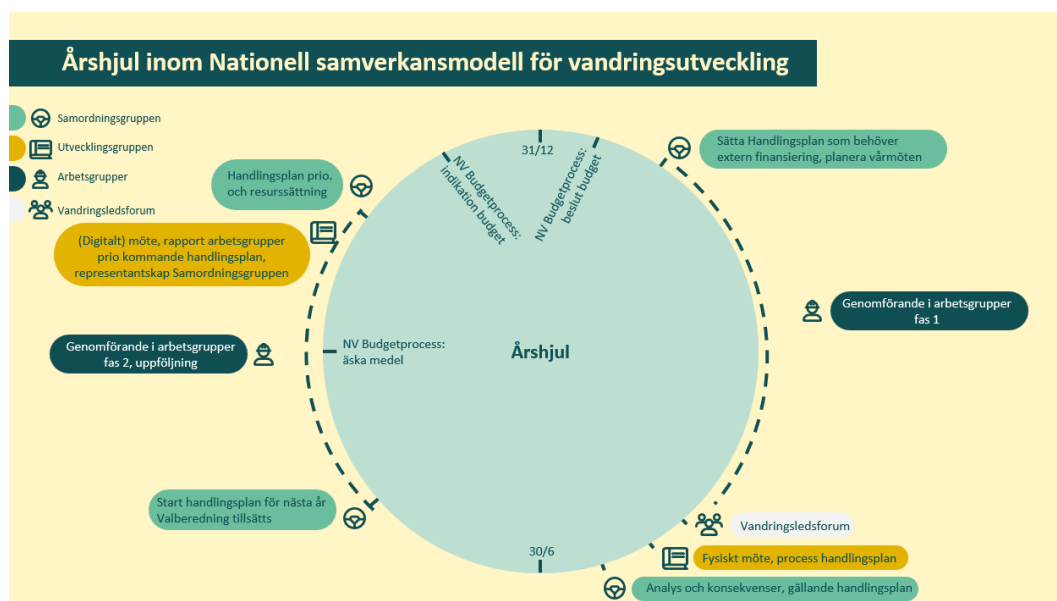 Årshjul inom Nationell samverkansmodell för vandringsutveckling
Samordningsgruppen
Utvecklingsgruppen
Arbetsgrupper
Vandringsledsforum
31/12
NV Budgetprocess:
beslut budget
Sätta Handlingsplan som behöver
extern finansiering, planera vårmöten
Genomförande i arbetsgrupper
fas 1
Vandringsledsforum
Fysiskt möte, process handlingsplan
Analys och konsekvenser, gällande handlingsplan
30/6
Start handlingsplan för nästa år
Valberedning tillsätts
Genomförande i arbetsgrupper
fas 2, uppföljning
NV Budgetprocess:
äska medel
Årshjul
(Digitalt) möte, rapport arbetsgrupper
prio kommande handlingsplan,
representantskap Samordningsgruppen
Handlingsplan prio.
och resurssättning
NV Budgetprocess:
indikation budget